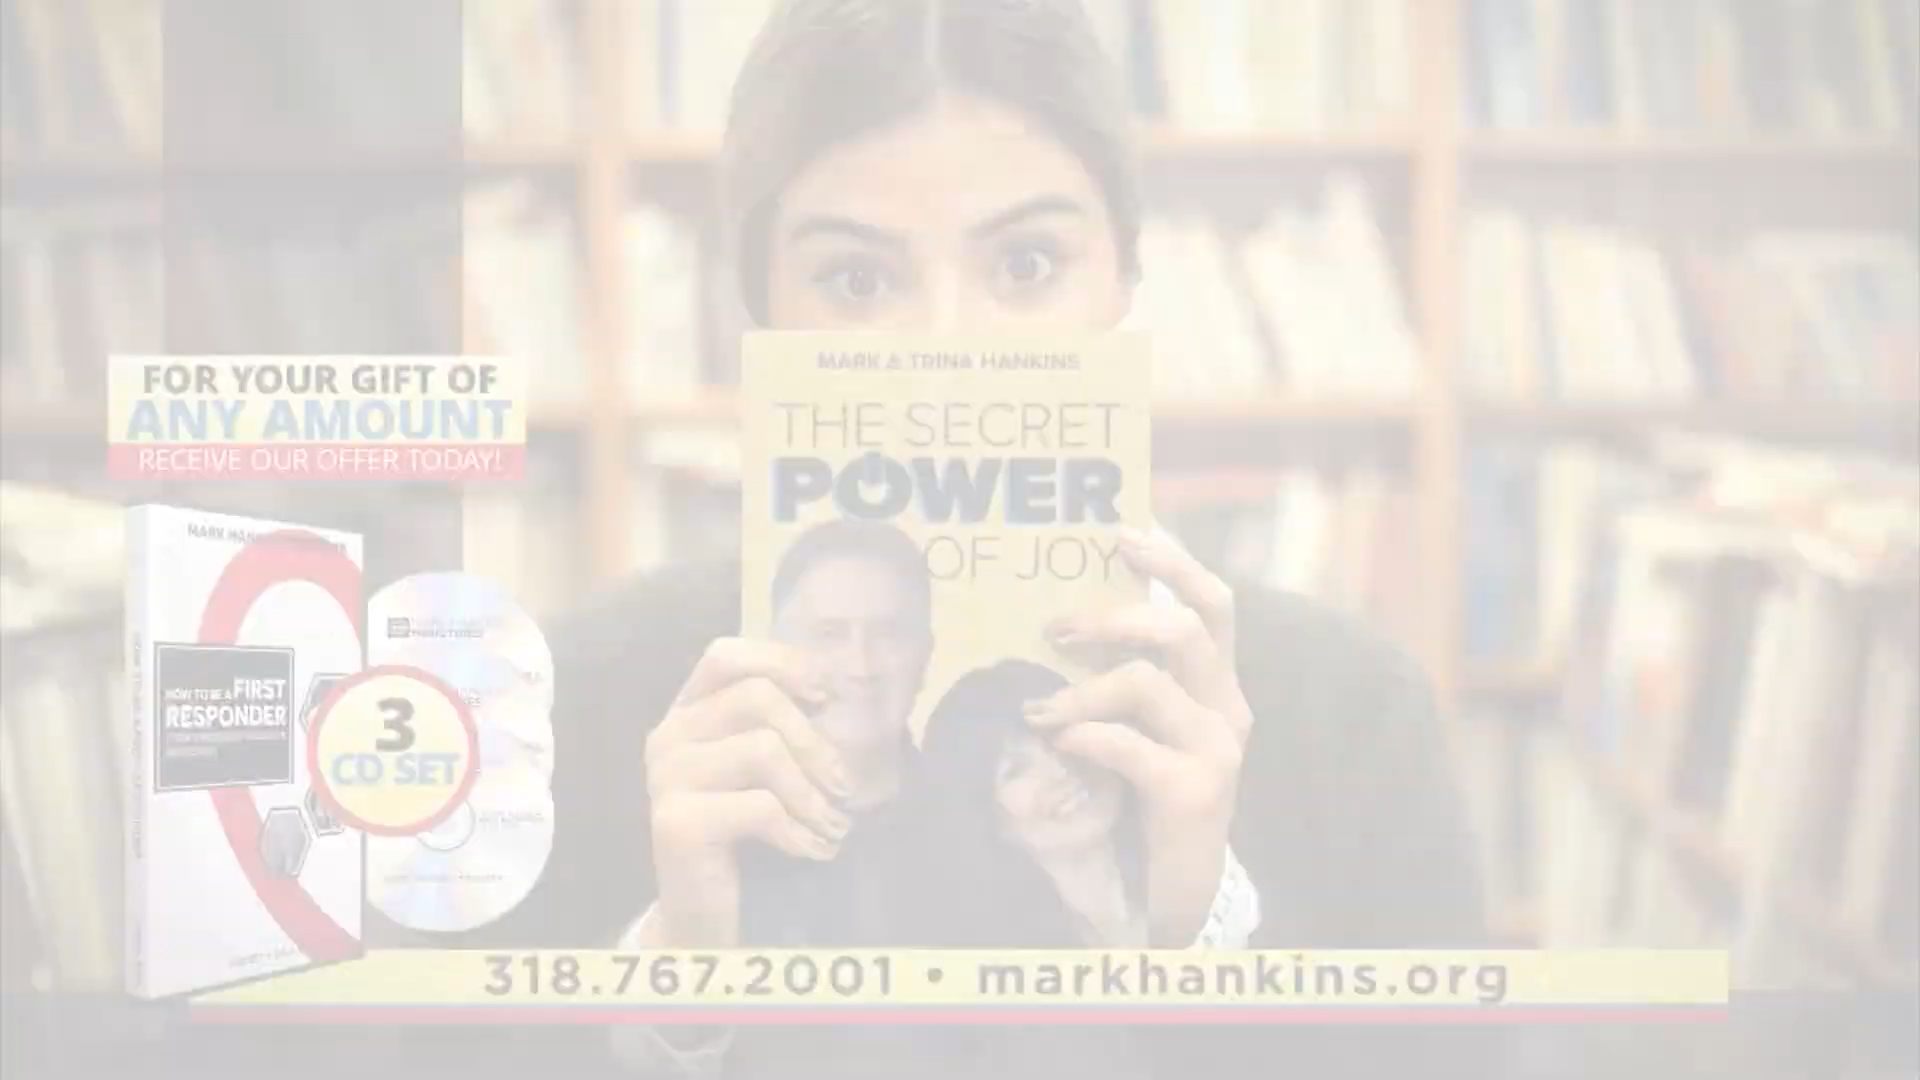 FOR YOUR GIFT OF
ANY AMOUNT
RECEIVE OUR OFFER TODAY!
MARK & TRINA HANKINS
THE SECRET
POWER
OF JOY
MARK
HOW TO BE A FIRST
RESPONDER
3
CD SET
318.767.2001 • markhankins.org